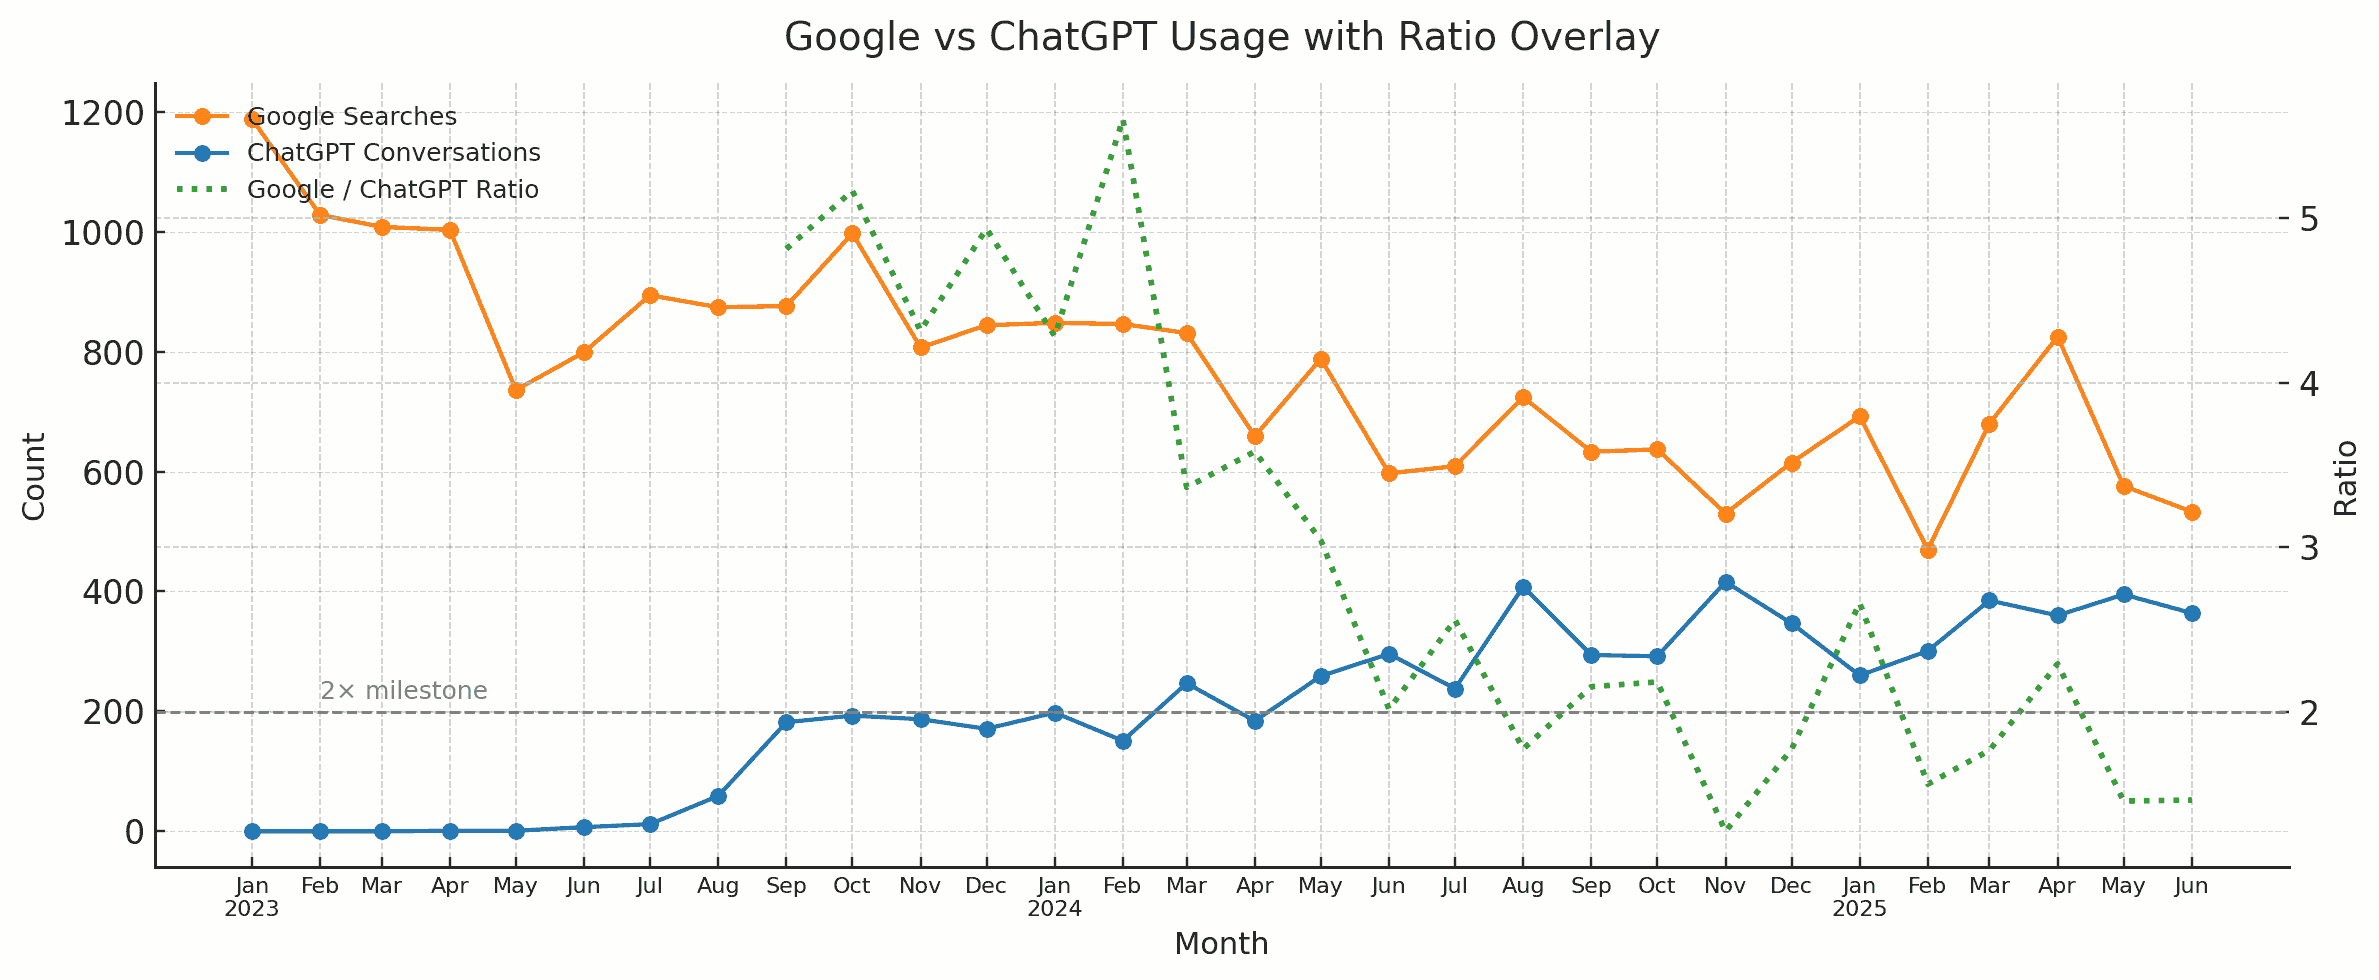 Google vs ChatGPT Usage with Ratio Overlay
Google Searches
ChatGPT Conversations
Google / ChatGPT Ratio
1200
1000
800
600
400
200
0
Count
2× milestone
5
4
3
2
Ratio
Jan Feb Mar Apr May Jun Jul Aug Sep Oct Nov Dec Jan Feb Mar Apr May Jun Jul Aug Sep Oct Nov Dec Jan Feb Mar Apr May Jun
2023 2024 2025
Month